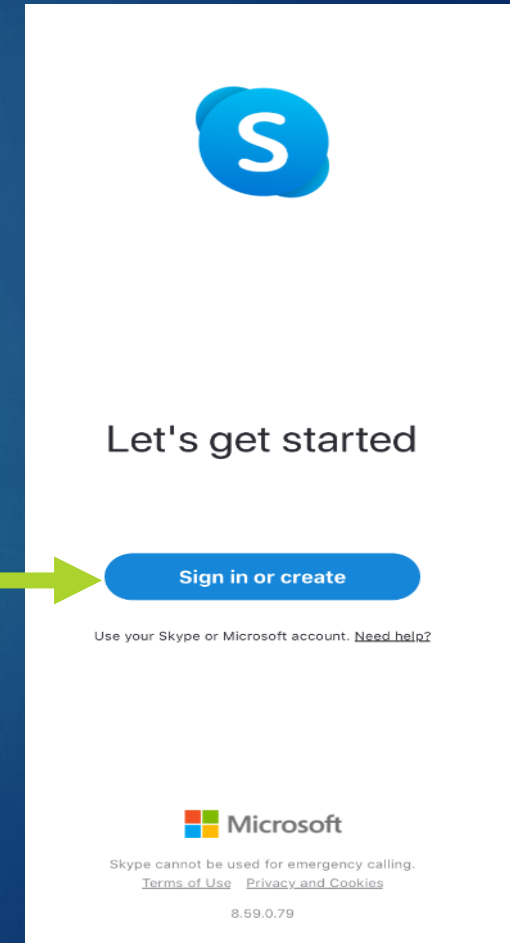 S
Let's get started
Sign in or create
Use your Skype or Microsoft account. Need help?
Microsoft
Skype cannot be used for emergency calling.
Terms of Use Privacy and Cookies
8.59.0.79